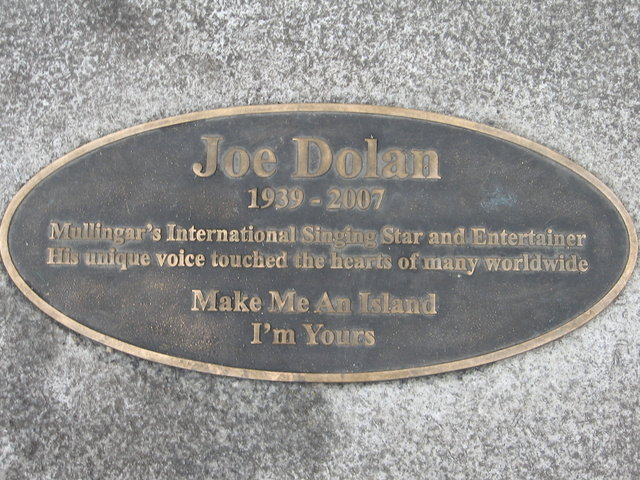 Joe Dolan
1939 - 2007
Mullingar's International Singing Star and Entertainer
His unique voice touched the hearts of many worldwide
Make Me An Island
I'm Yours